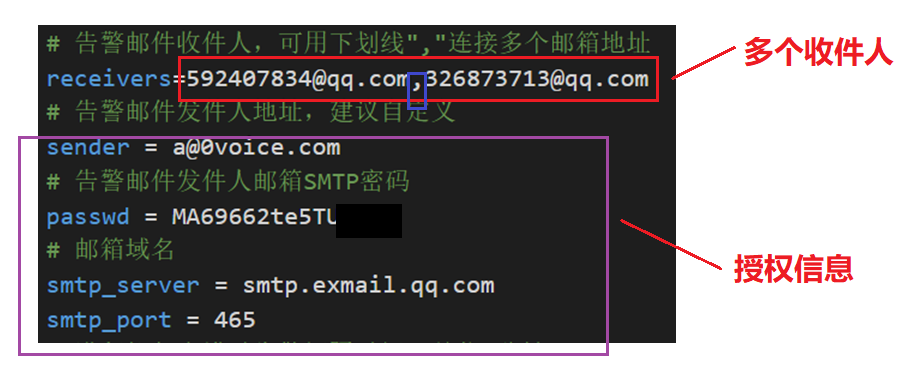 # 告警邮件收件人，可用下划线","连接多个邮箱地址
receivers=592407834@qq.com,326873713@qq.com
多个收件人
# 告警邮件发件人地址，建议自定义
sender = a@0voice.com
# 告警邮件发件人邮箱SMTP密码
passwd = MA69662te5TU
# 邮箱域名
授权信息
smtp_server = smtp.exmail.qq.com
smtp_port = 465